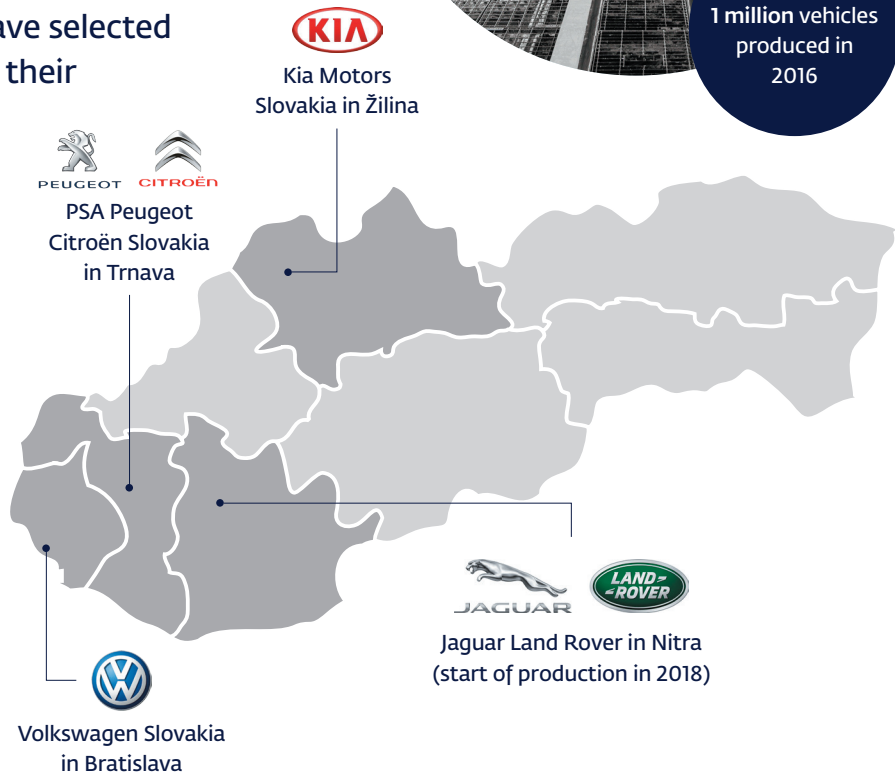 ave selected
their
1 million vehicles
produced in
2016
KIA
Kia Motors
Slovakia in Žilina
PEUGEOT
CITROËN
PSA Peugeot
Citroën Slovakia
in Trnava
JAGUAR
LAND-
-ROVER
Jaguar Land Rover in Nitra
(start of production in 2018)
VW
Volkswagen Slovakia
in Bratislava